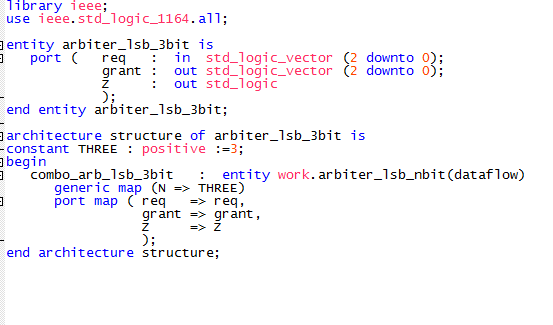 library ieee;
use ieee.std_logic_1164.all;
entity arbiter_lsb_3bit is
port ( req : in std_logic_vector (2 downto 0);
grant : out std_logic_vector (2 downto 0);
Z : out std_logic
);
end entity arbiter_lsb_3bit;
architecture structure of arbiter_lsb_3bit is
constant THREE : positive :=3;
begin
combo_arb_lsb_3bit : entity work.arbiter_lsb_nbit(dataflow)
generic map (N => THREE)
port map ( req => req,
grant => grant,
Z => Z
);
end architecture structure;